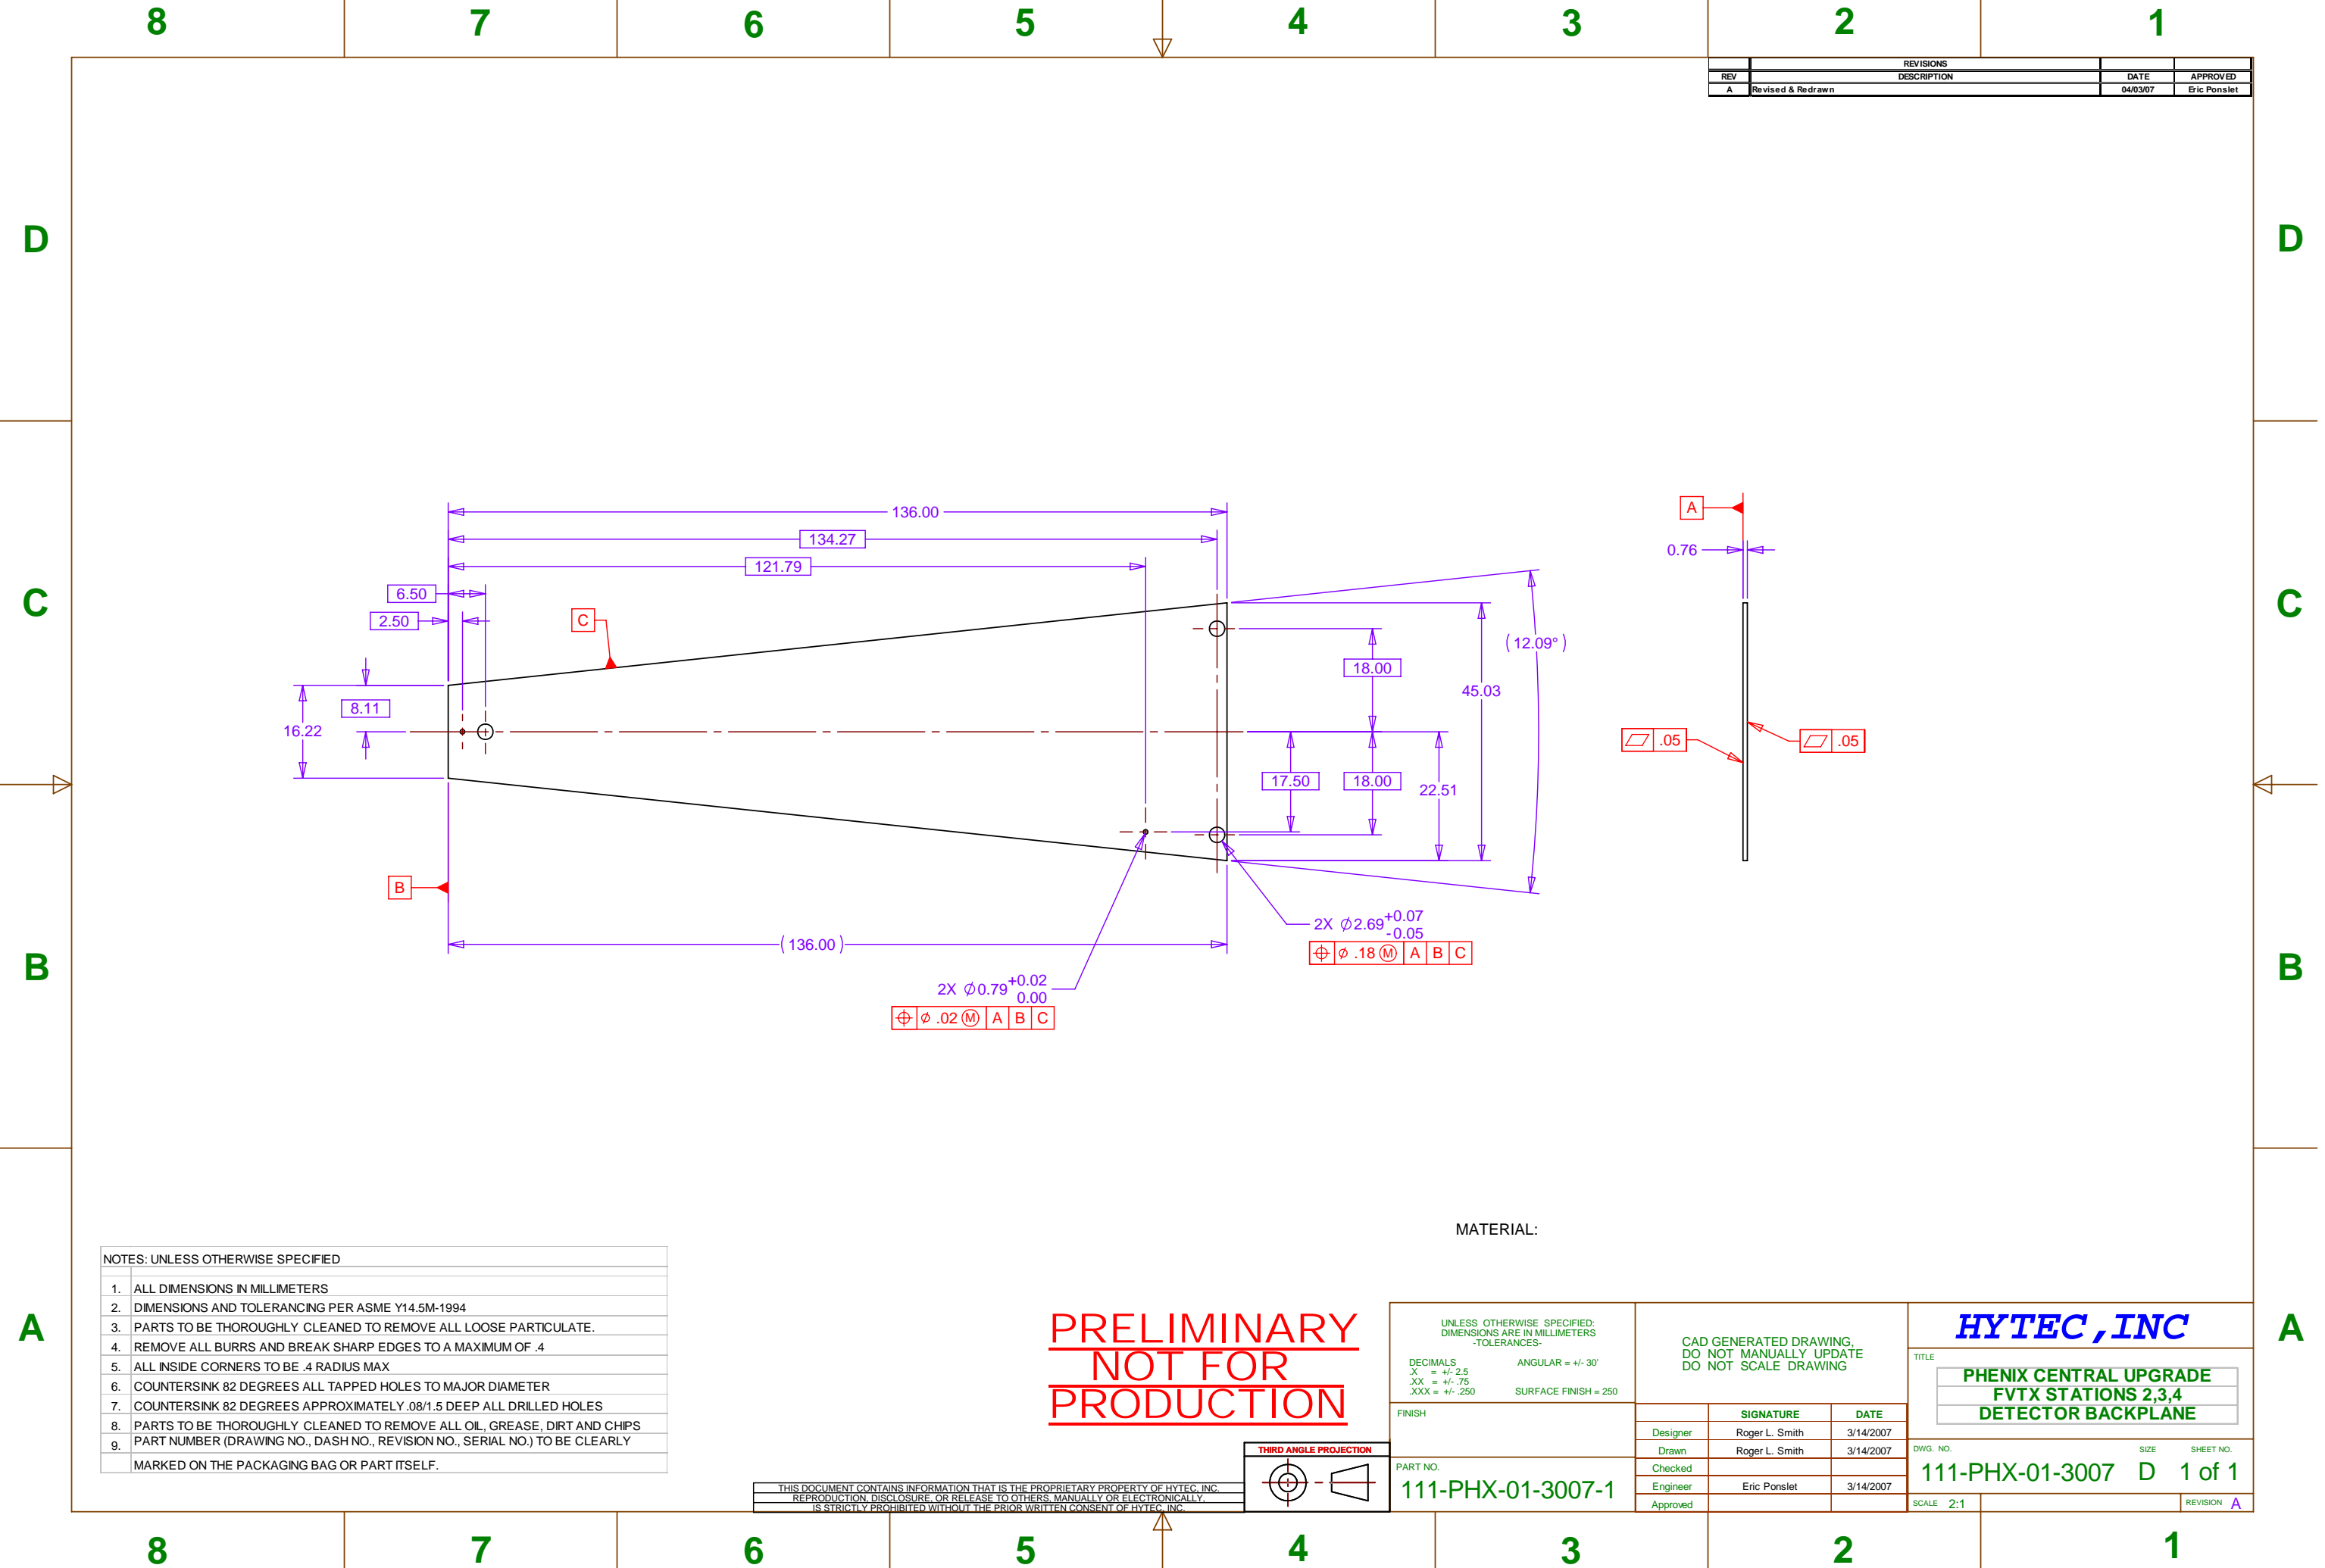 8 7 6 5 4 3 2 1
REVISIONS
REV DESCRIPTION DATE APPROVED
A Revised & Redrawn 04/03/07 Eric Ponslet
D D
136.00
134.27
121.79
6.50
2.50
C
8.11
16.22
18.00
45.03
(12.09°)
17.50
18.00
22.51
A
0.76
.05
.05
C C
B
(136.00)
2X ⌀2.69 +0.07
-0.05
⌖ ⌀ .18 Ⓜ A B C
2X ⌀0.79 +0.02
0.00
⌖ ⌀ .02 Ⓜ A B C
B B
MATERIAL:
NOTES: UNLESS OTHERWISE SPECIFIED
1. ALL DIMENSIONS IN MILLIMETERS
2. DIMENSIONS AND TOLERANCING PER ASME Y14.5M-1994
3. PARTS TO BE THOROUGHLY CLEANED TO REMOVE ALL LOOSE PARTICULATE.
4. REMOVE ALL BURRS AND BREAK SHARP EDGES TO A MAXIMUM OF .4
5. ALL INSIDE CORNERS TO BE .4 RADIUS MAX
6. COUNTERSINK 82 DEGREES ALL TAPPED HOLES TO MAJOR DIAMETER
7. COUNTERSINK 82 DEGREES APPROXIMATELY .08/1.5 DEEP ALL DRILLED HOLES
8. PARTS TO BE THOROUGHLY CLEANED TO REMOVE ALL OIL, GREASE, DIRT AND CHIPS
9. PART NUMBER (DRAWING NO., DASH NO., REVISION NO., SERIAL NO.) TO BE CLEARLY
MARKED ON THE PACKAGING BAG OR PART ITSELF.
A A
PRELIMINARY
NOT FOR
PRODUCTION
THIS DOCUMENT CONTAINS INFORMATION THAT IS THE PROPRIETARY PROPERTY OF HYTEC, INC.
REPRODUCTION, DISCLOSURE, OR RELEASE TO OTHERS, MANUALLY OR ELECTRONICALLY,
IS STRICTLY PROHIBITED WITHOUT THE PRIOR WRITTEN CONSENT OF HYTEC, INC.
THIRD ANGLE PROJECTION
UNLESS OTHERWISE SPECIFIED:
DIMENSIONS ARE IN MILLIMETERS
-TOLERANCES-
DECIMALS ANGULAR = +/- 30'
.X = +/- 2.5
.XX = +/- .75
.XXX = +/- .250 SURFACE FINISH = 250
FINISH
PART NO.
111-PHX-01-3007-1
CAD GENERATED DRAWING,
DO NOT MANUALLY UPDATE
DO NOT SCALE DRAWING
SIGNATURE DATE
Designer Roger L. Smith 3/14/2007
Drawn Roger L. Smith 3/14/2007
Checked
Engineer Eric Ponslet 3/14/2007
Approved
HYTEC,INC
TITLE
PHENIX CENTRAL UPGRADE
FVTX STATIONS 2,3,4
DETECTOR BACKPLANE
DWG. NO. SIZE SHEET NO.
111-PHX-01-3007 D 1 of 1
SCALE 2:1 REVISION A
8 7 6 5 4 3 2 1